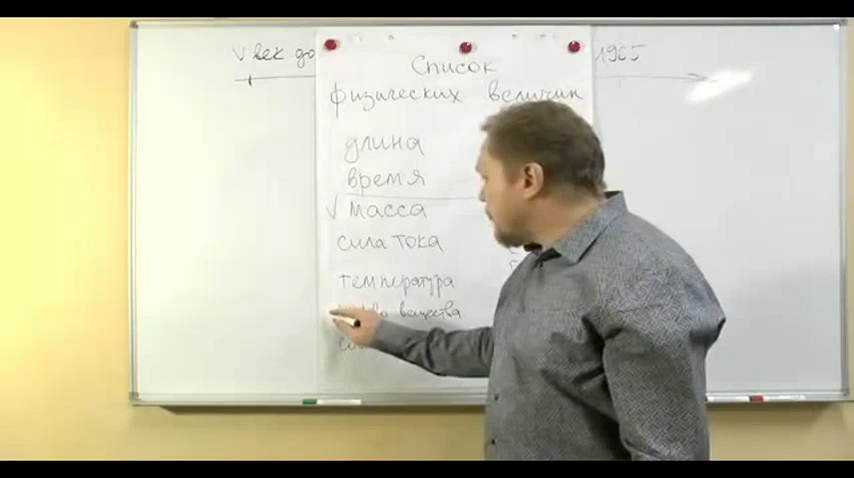 V век до
1965
Список
физических величин
длина
время
√ масса
сила тока
температура
вещества